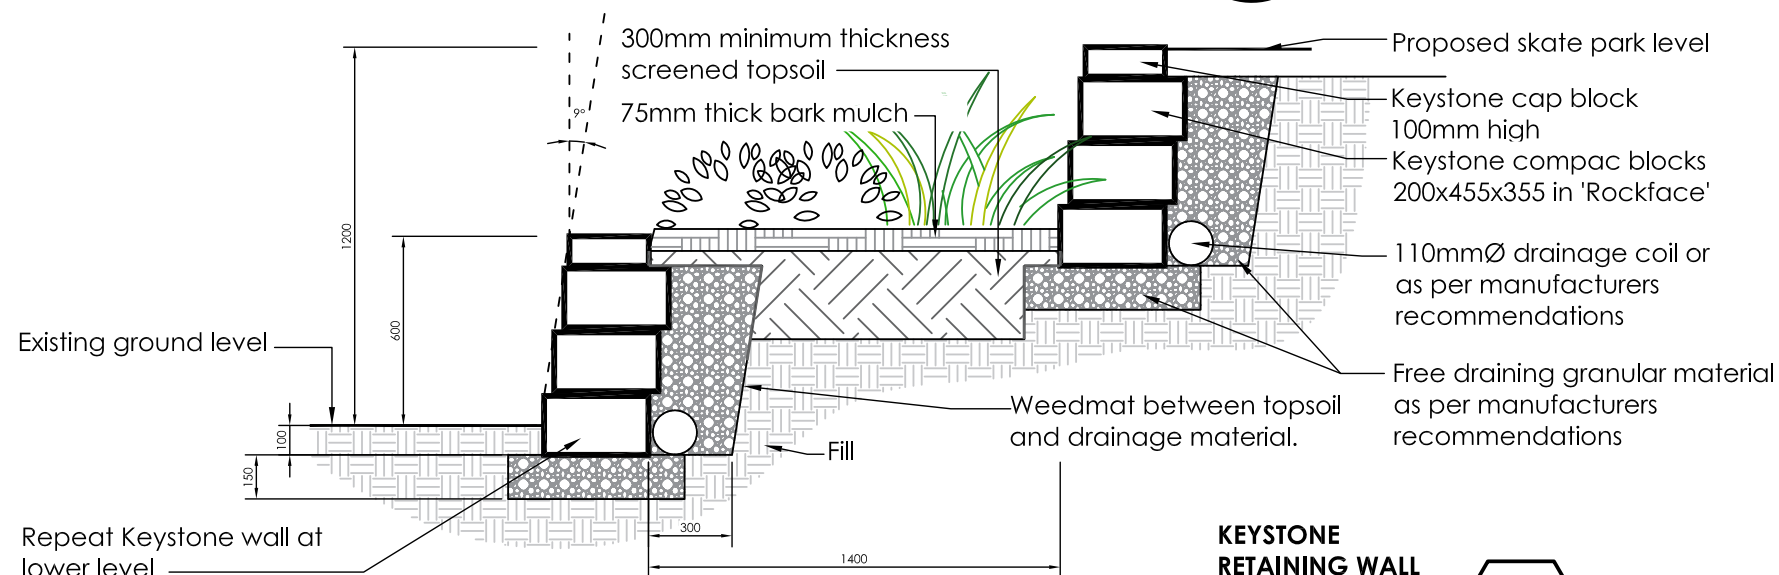 300mm minimum thickness
screened topsoil
75mm thick bark mulch
9°
1200
600
100
150
300
1400
Existing ground level
Repeat Keystone wall at
lower level
Fill
Weedmat between topsoil
and drainage material.
Proposed skate park level
Keystone cap block
100mm high
Keystone compac blocks
200x455x355 in 'Rockface'
110mmØ drainage coil or
as per manufacturers
recommendations
Free draining granular material
as per manufacturers
recommendations
KEYSTONE
RETAINING WALL